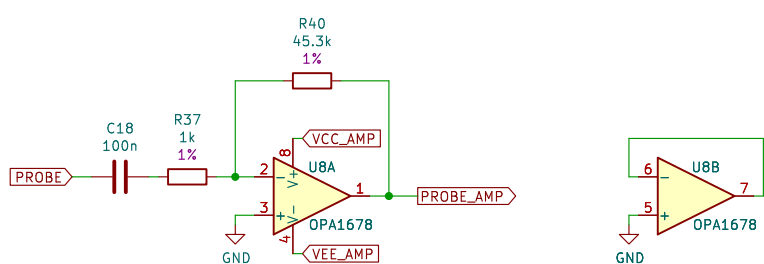 R40
45.3k
1%
C18
100n
R37
1k
1%
PROBE
VCC_AMP
8
V+
U8A
2
-
3
+
V-
1
PROBE_AMP
OPA1678
4
VEE_AMP
GND
U8B
6
-
5
+
7
OPA1678
GND